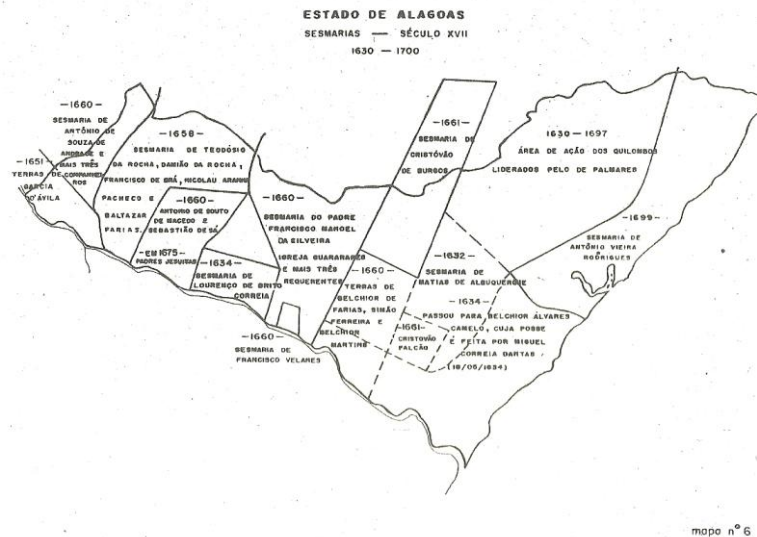 ESTADO DE ALAGOAS
SESMARIAS — SÉCULO XVII
1630 — 1700
—1660—
SESMARIA DE
ANTÔNIO DE
SOUZA DE
ANDRADE E
MAIS TRÊS
COMPANHEI
ROS
—1651—
TERRAS DE
GARCIA
D'ÁVILA
—1658—
SESMARIA DE TEODÓSIO
DA ROCHA, DAMIÃO DA ROCHA,
FRANCISCO DE BRÁ, NICOLAU ARANHA
PACHECO E
BALTAZAR
FARIAS.
—1660—
ANTONIO DE SOUTO
DE MACEDO E
SEBASTIÃO DE SÁ.
—EM 1675—
PADRES JESUITAS
—1634—
SESMARIA DE
LOURENÇO DE BRITO
CORREIA
—1660—
SESMARIA DO PADRE
FRANCISCO MANOEL
DA SILVEIRA
IGREJA GUARARAPES
E MAIS TRÊS
REQUERENTES
—1660—
SESMARIA DE
FRANCISCO VELARES
—1660—
TERRAS DE
BELCHIOR DE
FARIAS, SIMÃO
FERREIRA E
BELCHIOR
MARTINS
—1661—
SESMARIA DE
CRISTOVÃO
DE BURGOS
—1632—
SESMARIA DE
MATIAS DE ALBUQUERQUE
—1634—
PASSOU PARA BELCHIOR ÁLVARES
CAMELO, CUJA POSSE
É FEITA POR MIGUEL
CORREIA DANTAS.
(18/05/1634)
—1661—
CRISTOVÃO
FALCÃO
1630 — 1697
ÁREA DE AÇÃO DOS QUILOMBOS
LIDERADOS PELO DE PALMARES
—1699—
SESMARIA DE
ANTÔNIO VIEIRA
RODRIGUES
mapa nº 6